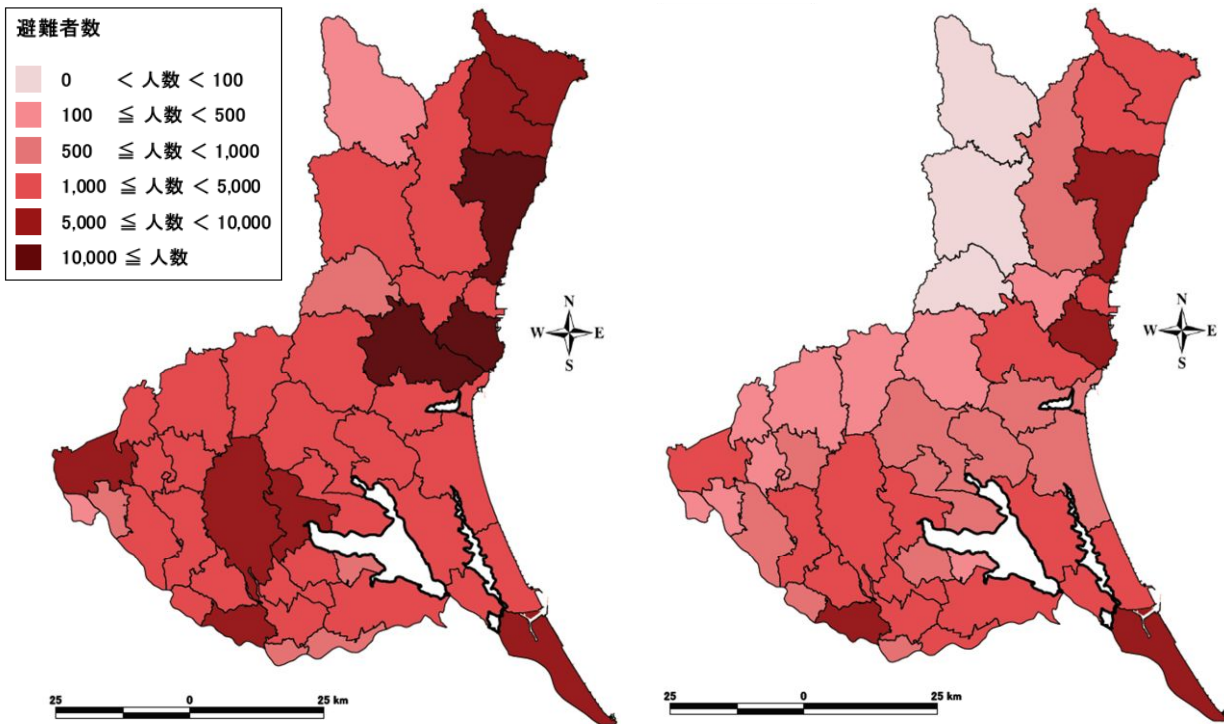 避難者数
0 < 人数 < 100
100 ≦ 人数 < 500
500 ≦ 人数 < 1,000
1,000 ≦ 人数 < 5,000
5,000 ≦ 人数 < 10,000
10,000 ≦ 人数
N
W E
S
N
W E
S
25 0 25 km
25 0 25 km